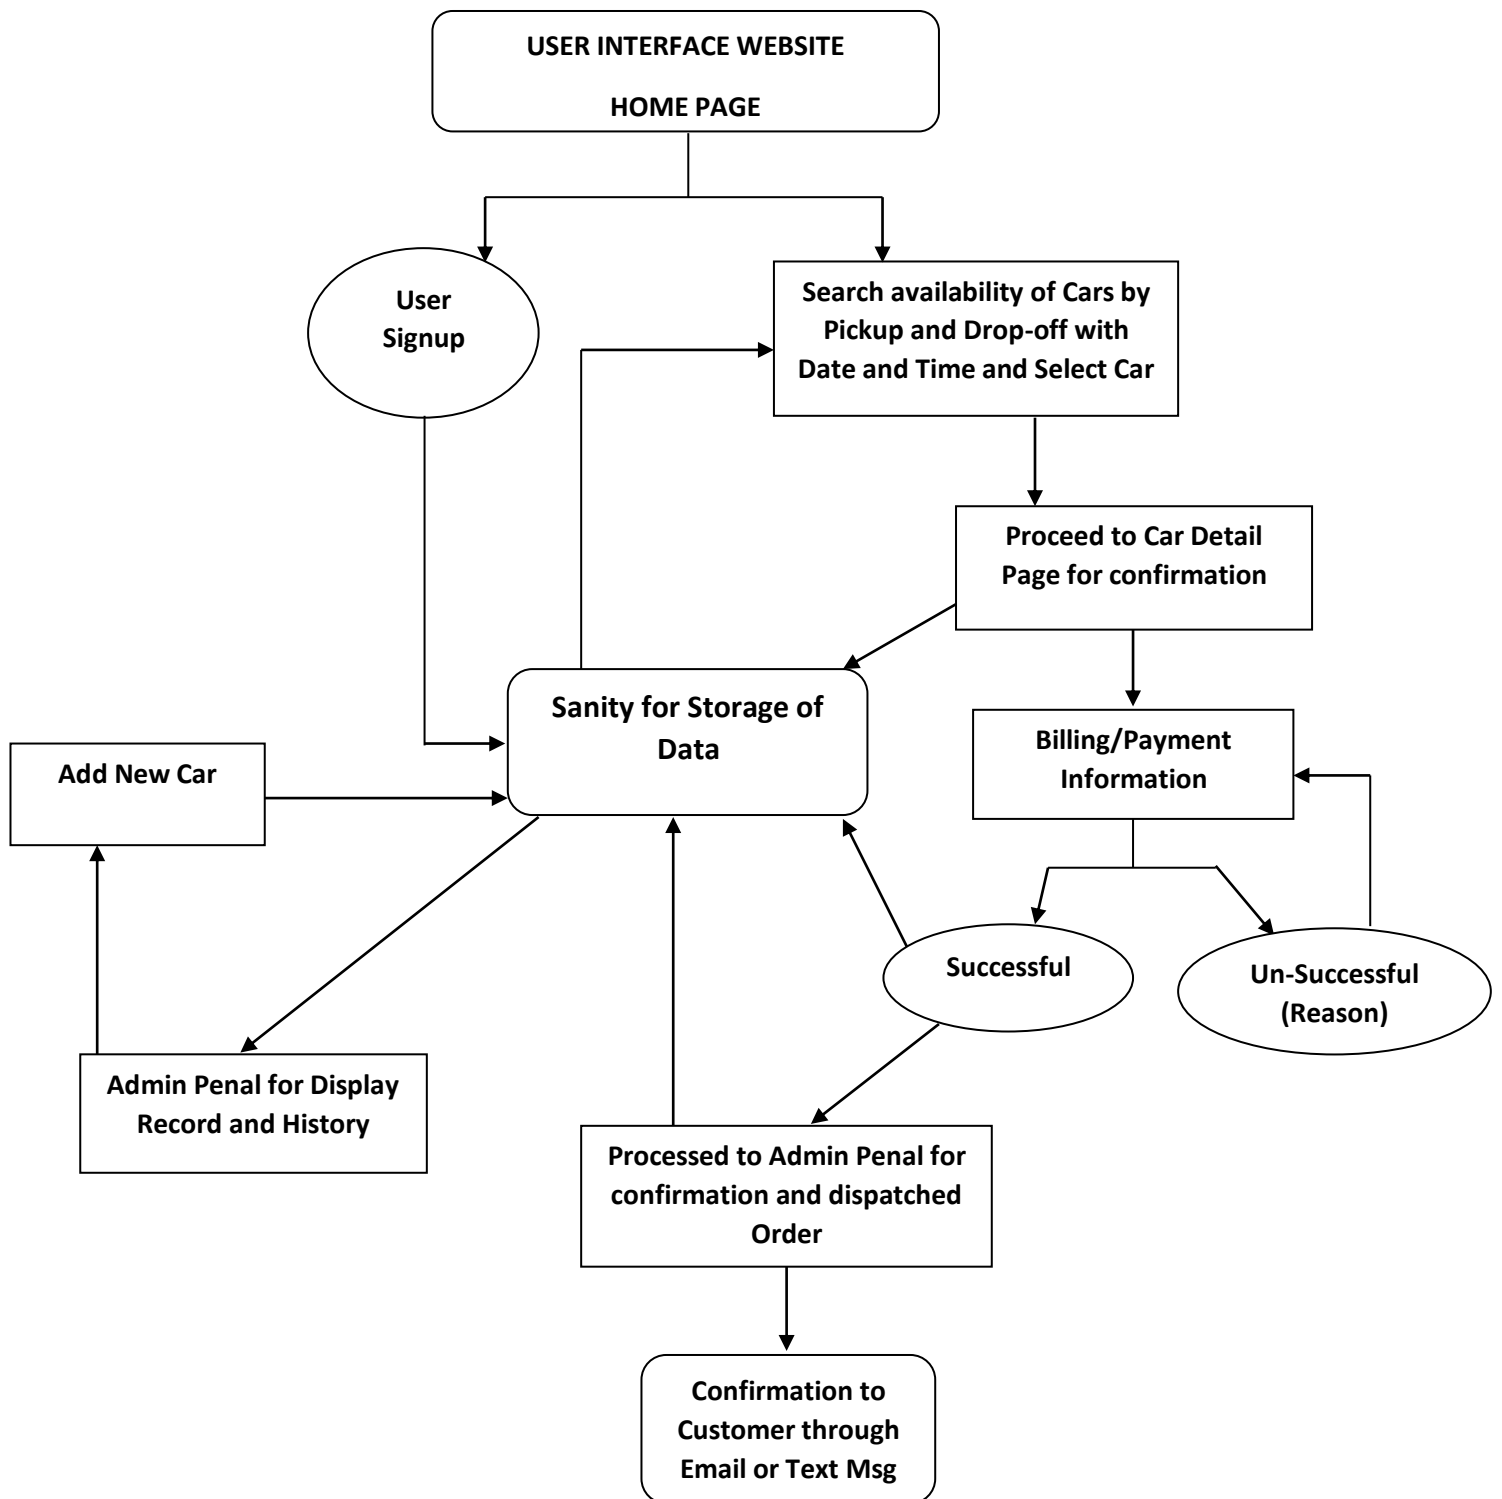 USER INTERFACE WEBSITE
HOME PAGE
User
Signup
Search availability of Cars by
Pickup and Drop-off with
Date and Time and Select Car
Proceed to Car Detail
Page for confirmation
Sanity for Storage of
Data
Billing/Payment
Information
Add New Car
Successful
Un-Successful
(Reason)
Admin Penal for Display
Record and History
Processed to Admin Penal for
confirmation and dispatched
Order
Confirmation to
Customer through
Email or Text Msg